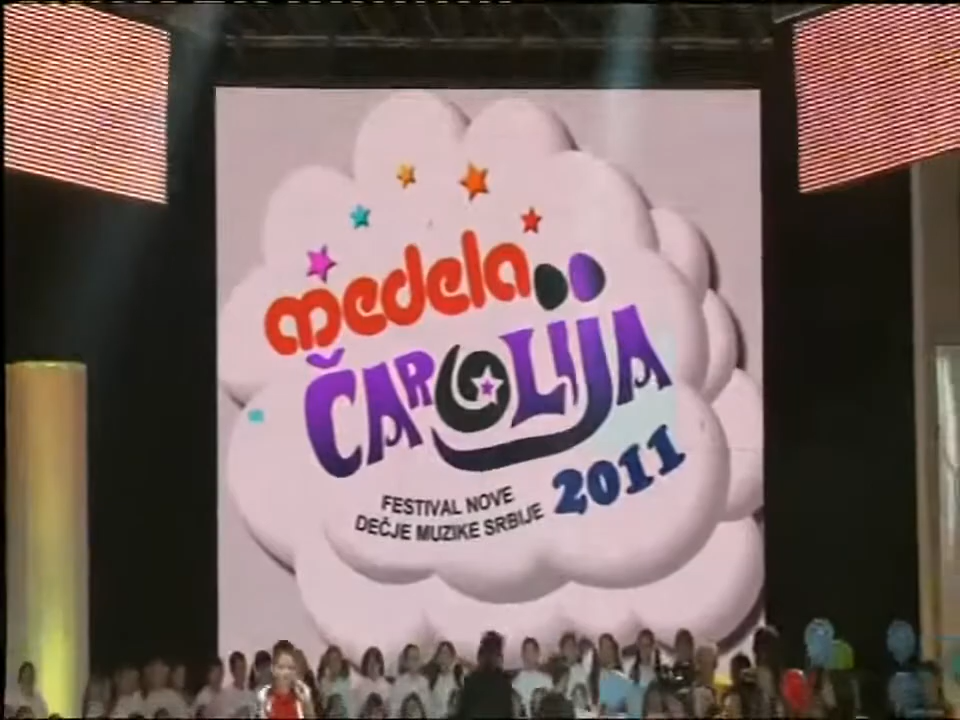 medela
ČAROLIJA
2011
FESTIVAL NOVE
DEČJE MUZIKE SRBIJE